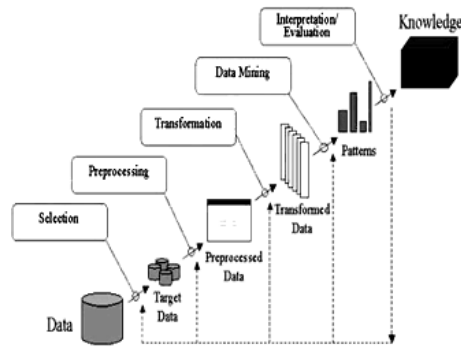 Interpretation/
Evaluation
Knowledge
Data Mining
Transformation
Patterns
Preprocessing
Transformed
Data
Selection
Preprocessed
Data
Target
Data
Data